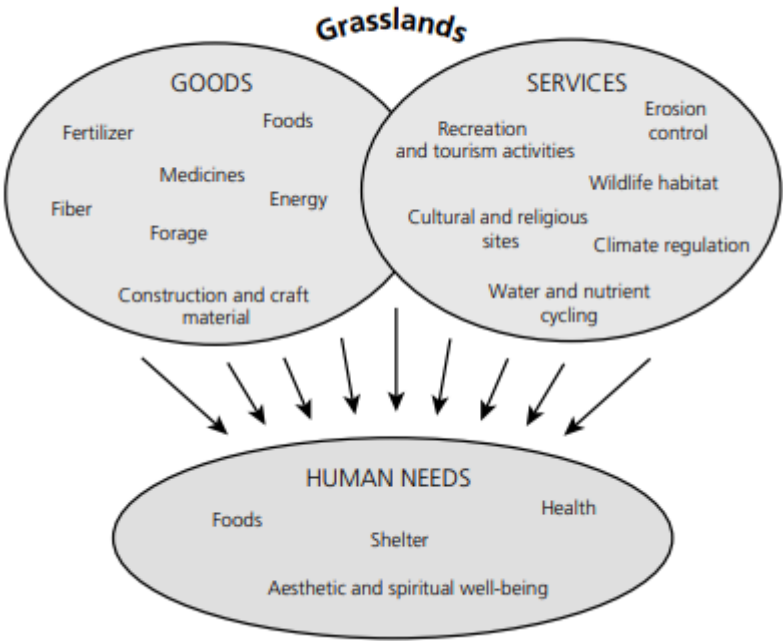 Grasslands
GOODS
Fertilizer
Foods
Medicines
Fiber
Energy
Forage
Construction and craft
material
SERVICES
Erosion
control
Recreation
and tourism activities
Wildlife habitat
Cultural and religious
sites
Climate regulation
Water and nutrient
cycling
HUMAN NEEDS
Foods
Health
Shelter
Aesthetic and spiritual well-being